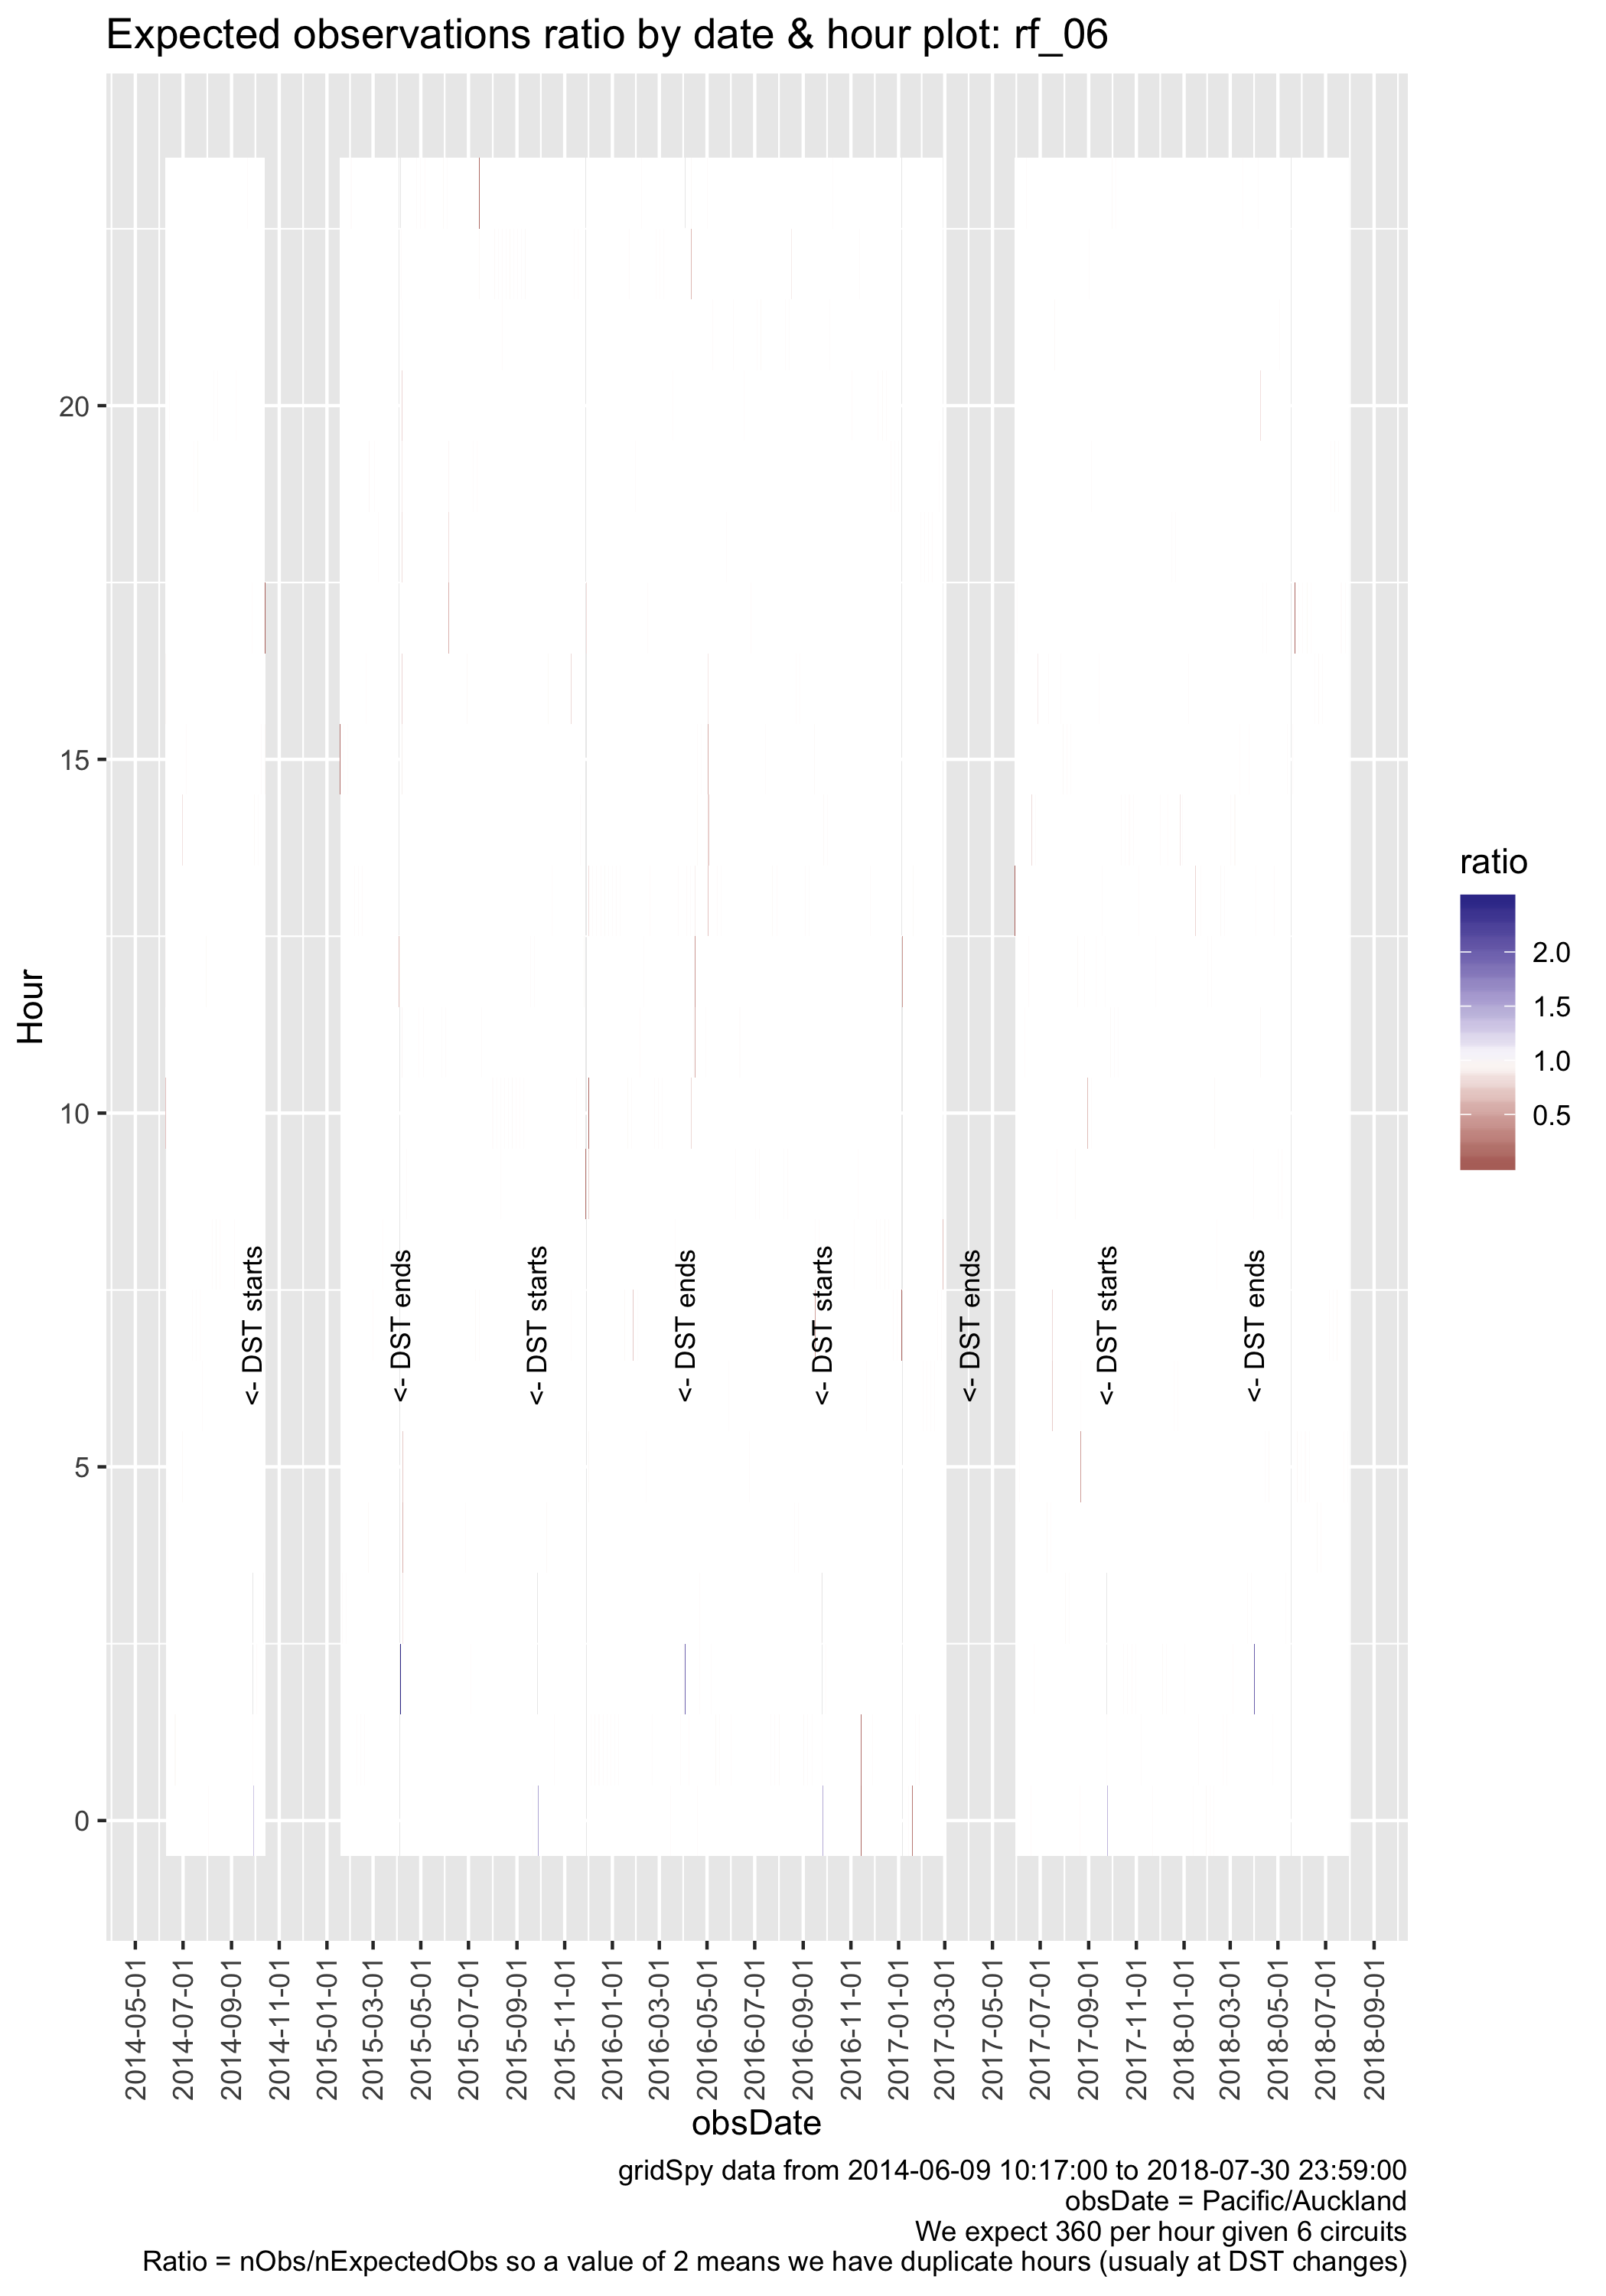 Expected observations ratio by date & hour plot: rf_06
Hour
20
15
10
5
0
<- DST starts
<- DST ends
<- DST starts
<- DST ends
<- DST starts
<- DST ends
<- DST starts
<- DST ends
ratio
2.0
1.5
1.0
0.5
2014-05-01
2014-07-01
2014-09-01
2014-11-01
2015-01-01
2015-03-01
2015-05-01
2015-07-01
2015-09-01
2015-11-01
2016-01-01
2016-03-01
2016-05-01
2016-07-01
2016-09-01
2016-11-01
2017-01-01
2017-03-01
2017-05-01
2017-07-01
2017-09-01
2017-11-01
2018-01-01
2018-03-01
2018-05-01
2018-07-01
2018-09-01
obsDate
gridSpy data from 2014-06-09 10:17:00 to 2018-07-30 23:59:00
obsDate = Pacific/Auckland
We expect 360 per hour given 6 circuits
Ratio = nObs/nExpectedObs so a value of 2 means we have duplicate hours (usualy at DST changes)